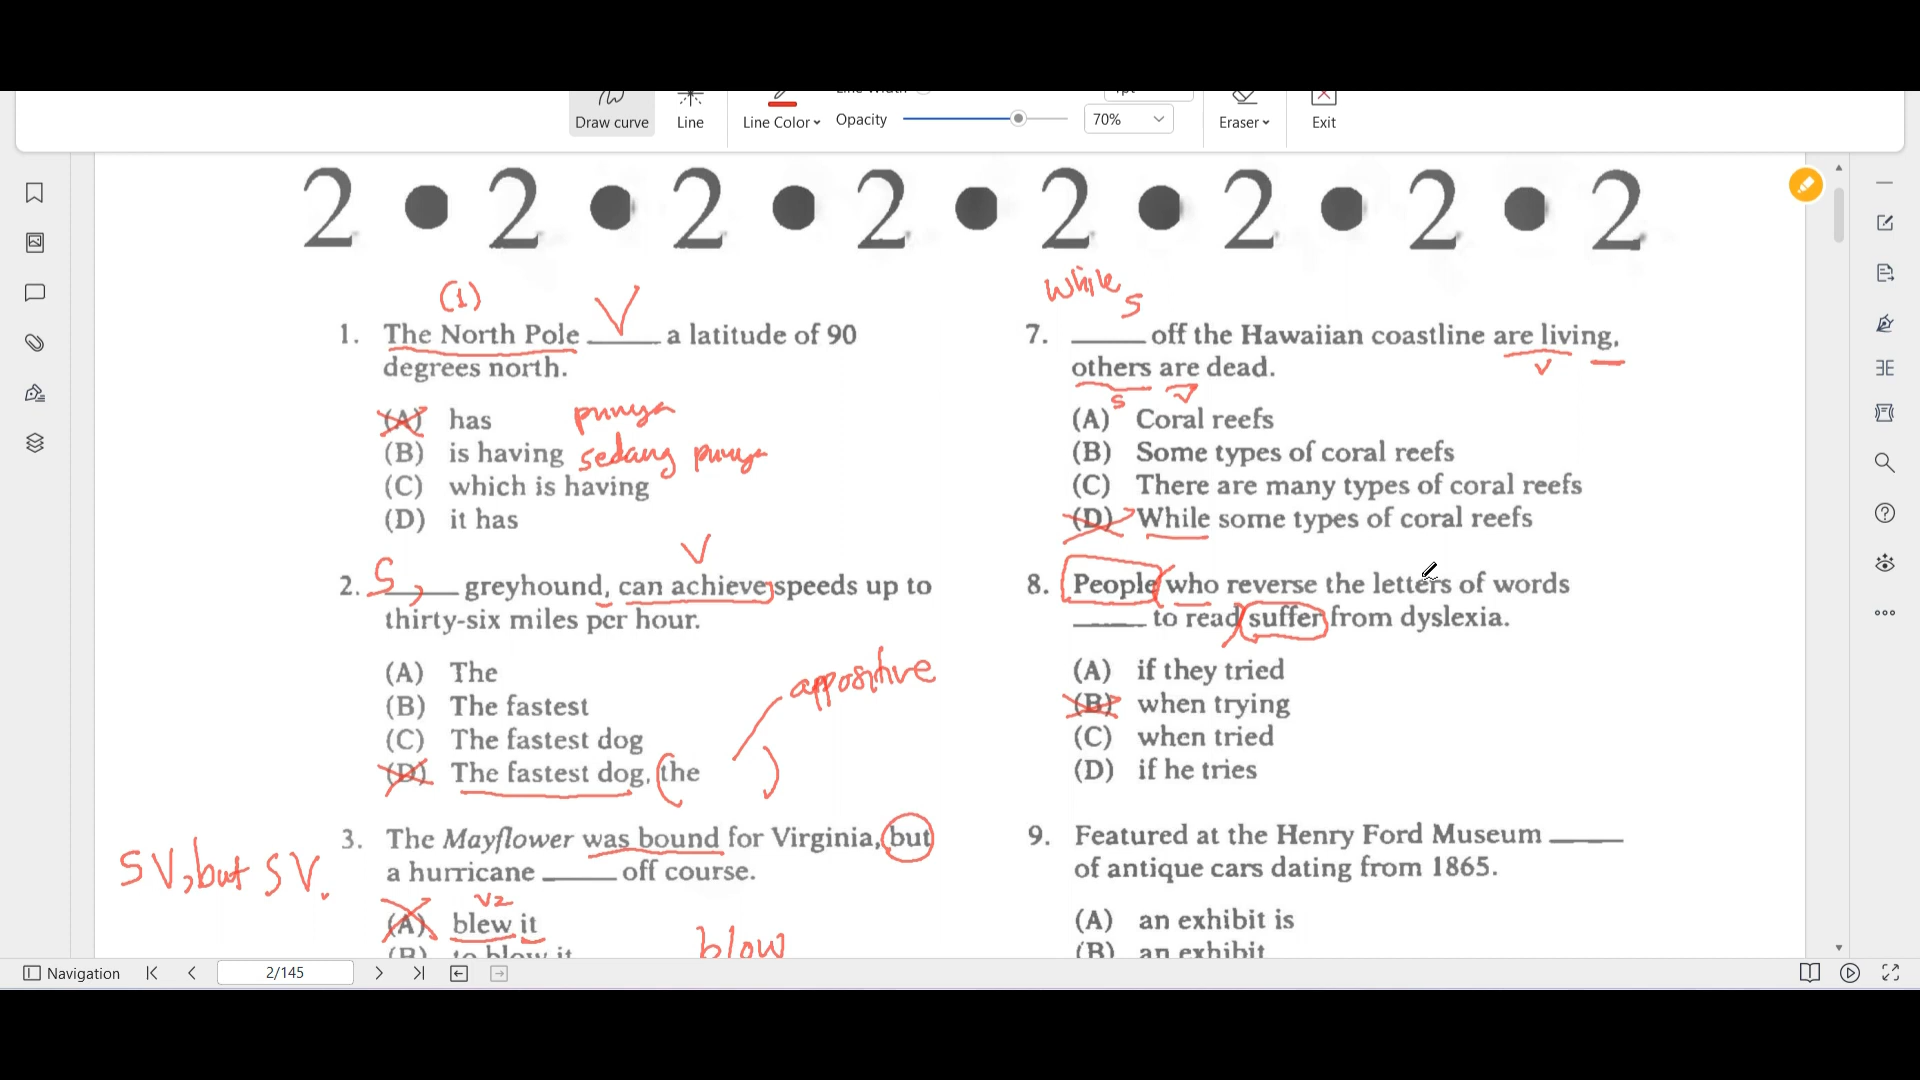 Draw curve
Line
Line Color
Opacity
70%
Eraser
Exit
2 • 2 • 2 • 2 • 2 • 2 • 2 • 2
(1)
V
1. The North Pole ____ a latitude of 90
degrees north.
(A) has punya
(B) is having sedang punya
(C) which is having
(D) it has
V
2. S, ____ greyhound, can achieve speeds up to
thirty-six miles per hour.
(A) The
appositive
(B) The fastest
(C) The fastest dog
(D) The fastest dog, (the )
3. The Mayflower was bound for Virginia, but
a hurricane ____ off course.
SV, but SV.
V2
(A) blew it
blow
(B) to blow it
while
S
7. ____ off the Hawaiian coastline are living,
V
others are dead.
S V
(A) Coral reefs
(B) Some types of coral reefs
(C) There are many types of coral reefs
(D) While some types of coral reefs
8. People who reverse the letters of words
____ to read suffer from dyslexia.
(A) if they tried
(B) when trying
(C) when tried
(D) if he tries
9. Featured at the Henry Ford Museum ____
of antique cars dating from 1865.
(A) an exhibit is
(B) an exhibit
Navigation
2/145